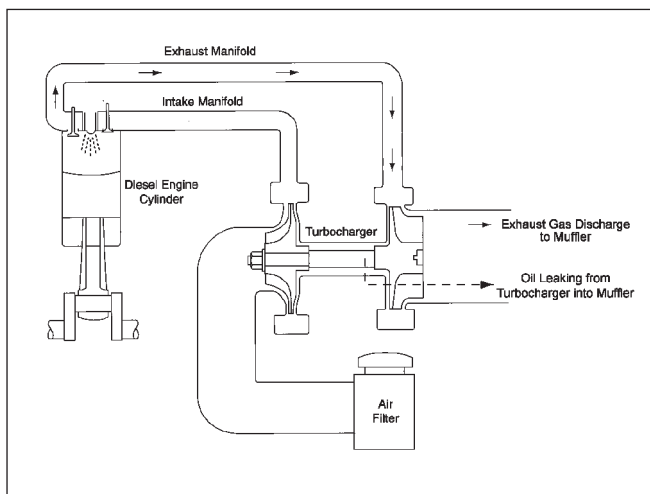 Exhaust Manifold
Intake Manifold
Diesel Engine
Cylinder
Turbocharger
Exhaust Gas Discharge
to Muffler
Oil Leaking from
Turbocharger into Muffler
Air
Filter